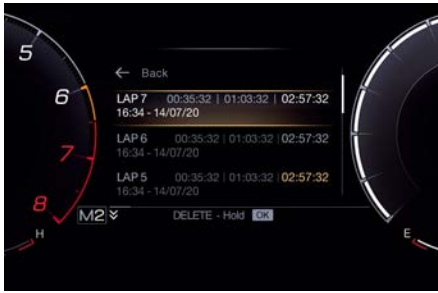 5
6
7
8
H
← Back
LAP 7 00:35:32 | 01:03:32 | 02:57:32
16:34 - 14/07/20
LAP 6 00:35:32 | 01:03:32 | 02:57:32
16:34 - 14/07/20
LAP 5 00:35:32 | 01:03:32 | 02:57:32
16:34 - 14/07/20
M2 DELETE - Hold OK
E